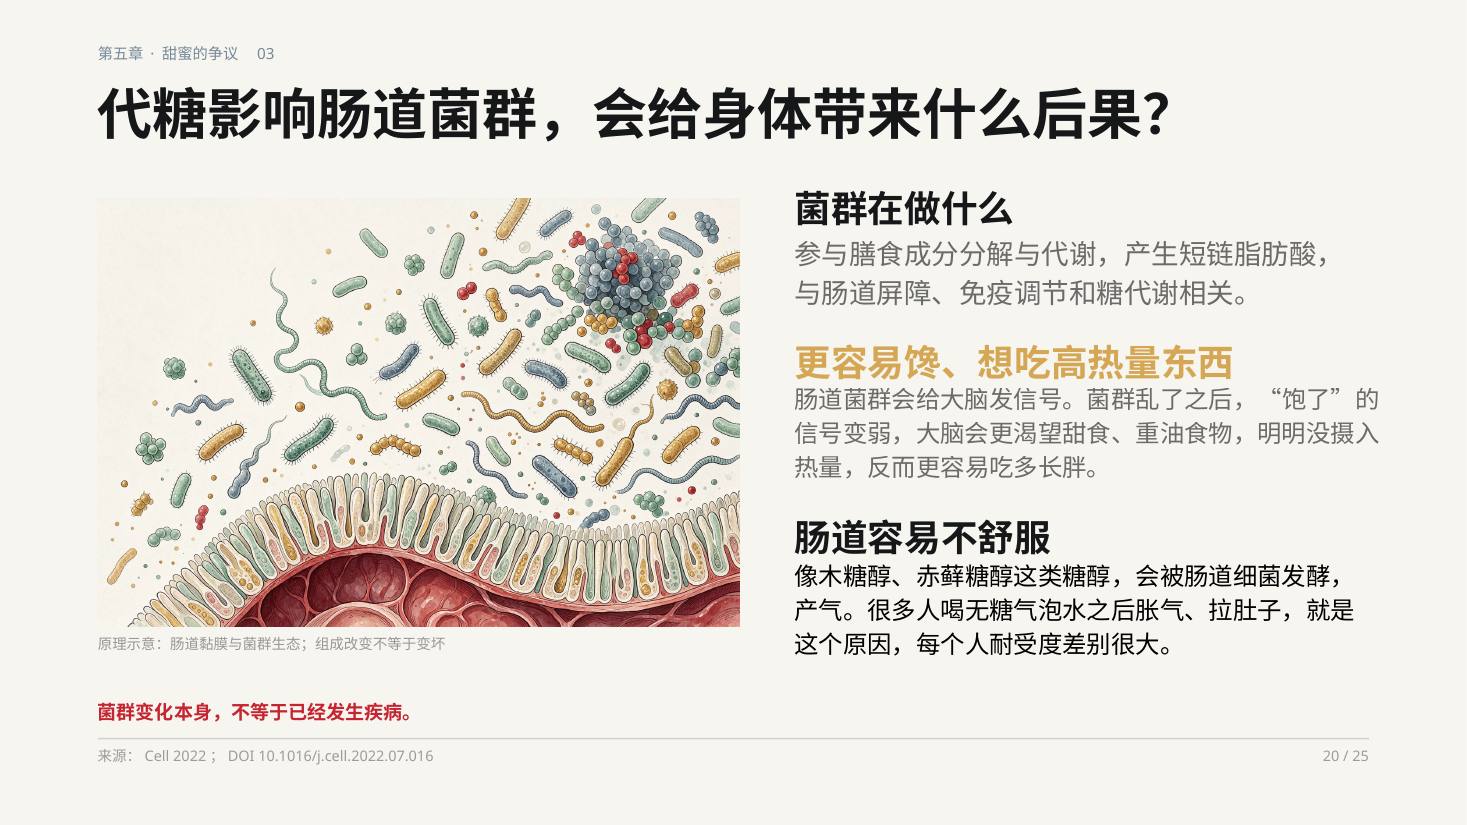 第五章 · 甜蜜的争议 03
代糖影响肠道菌群，会给身体带来什么后果？
菌群在做什么
参与膳食成分分解与代谢，产生短链脂肪酸，
与肠道屏障、免疫调节和糖代谢相关。
更容易馋、想吃高热量东西
肠道菌群会给大脑发信号。菌群乱了之后，“饱了”的
信号变弱，大脑会更渴望甜食、重油食物，明明没摄入
热量，反而更容易吃多长胖。
肠道容易不舒服
像木糖醇、赤藓糖醇这类糖醇，会被肠道细菌发酵，
产气。很多人喝无糖气泡水之后胀气、拉肚子，就是
这个原因，每个人耐受度差别很大。
原理示意：肠道黏膜与菌群生态；组成改变不等于变坏
菌群变化本身，不等于已经发生疾病。
来源： Cell 2022； DOI 10.1016/j.cell.2022.07.016
20 / 25